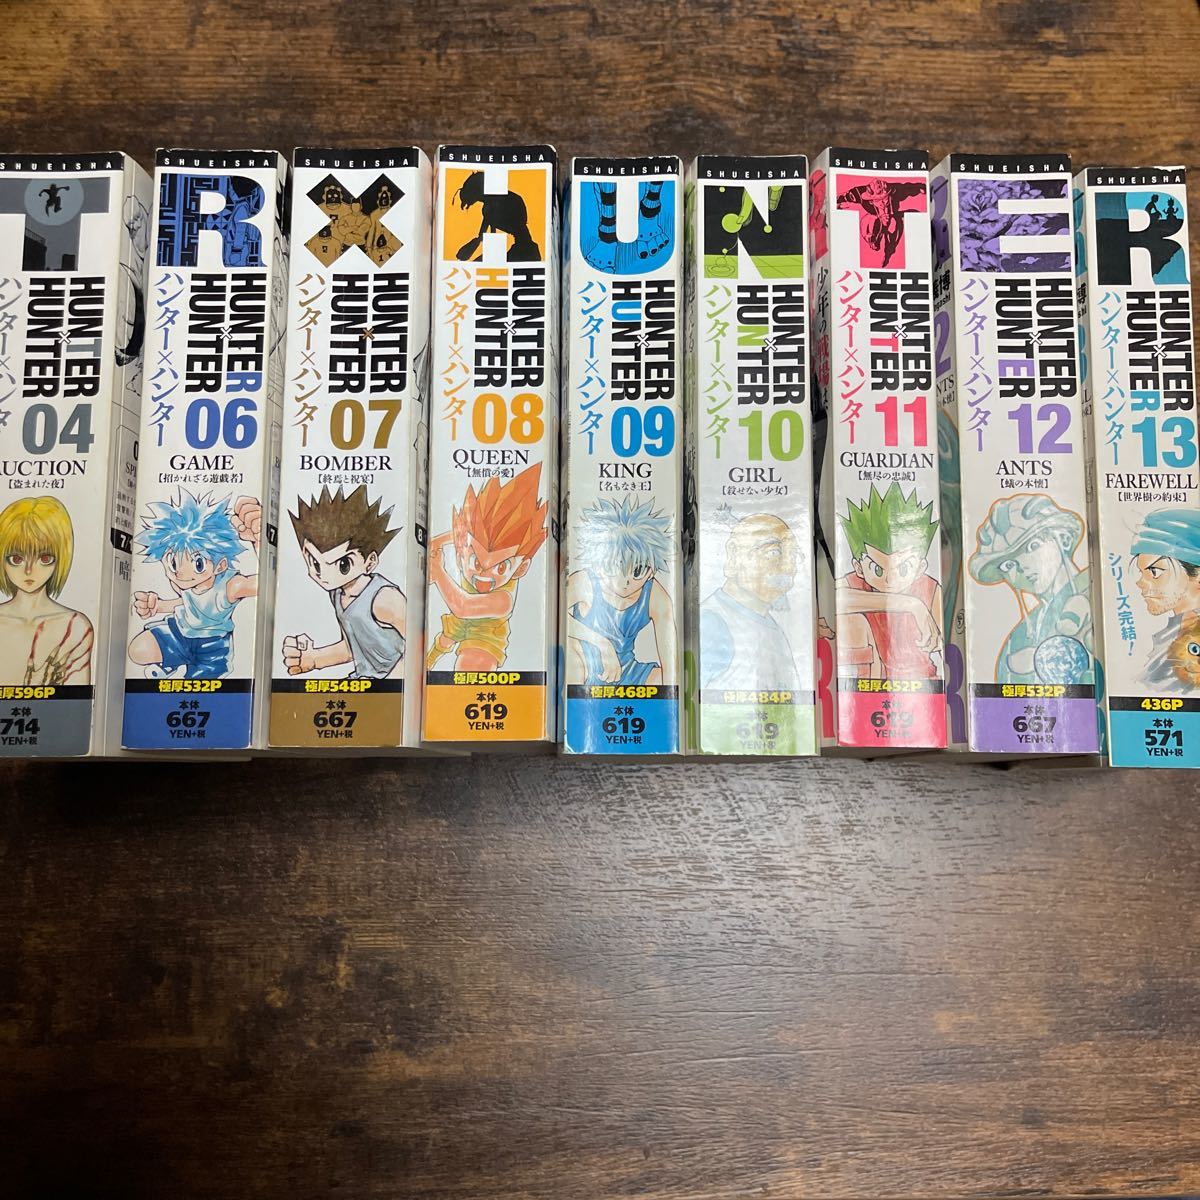 SHUEISHA
T
HUNTER
×
HUNTER
ハンター×ハンター
04
AUCTION
【盗まれた夜】
極厚596P
714
YEN+税
SHUEISHA
R
HUNTER
×
HUNTER
ハンター×ハンター
06
GAME
【招かれざる遊戯者】
極厚532P
本体
667
YEN+税
SHUEISHA
×
HUNTER
×
HUNTER
ハンター×ハンター
07
BOMBER
【終焉と祝宴】
極厚548P
本体
667
YEN+税
SHUEISHA
H
HUNTER
×
HUNTER
ハンター×ハンター
08
QUEEN
【無償の愛】
極厚500P
本体
619
YEN+税
SHUEISHA
U
HUNTER
×
HUNTER
ハンター×ハンター
09
KING
【名もなき王】
極厚468P
本体
619
YEN+税
SHUEISHA
N
HUNTER
×
HUNTER
ハンター×ハンター
10
GIRL
【殺せない少女】
極厚484P
本体
619
YEN+税
SHUEISHA
T
HUNTER
×
HUNTER
ハンター×ハンター
11
GUARDIAN
【無尽の忠誠】
極厚452P
本体
619
YEN+税
SHUEISHA
E
HUNTER
×
HUNTER
ハンター×ハンター
12
ANTS
【蟻の本懐】
極厚532P
本体
667
YEN+税
SHUEISHA
R
HUNTER
×
HUNTER
ハンター×ハンター
13
FAREWELL
【世界樹の約束】
シリーズ完結！
436P
本体
571
YEN+税